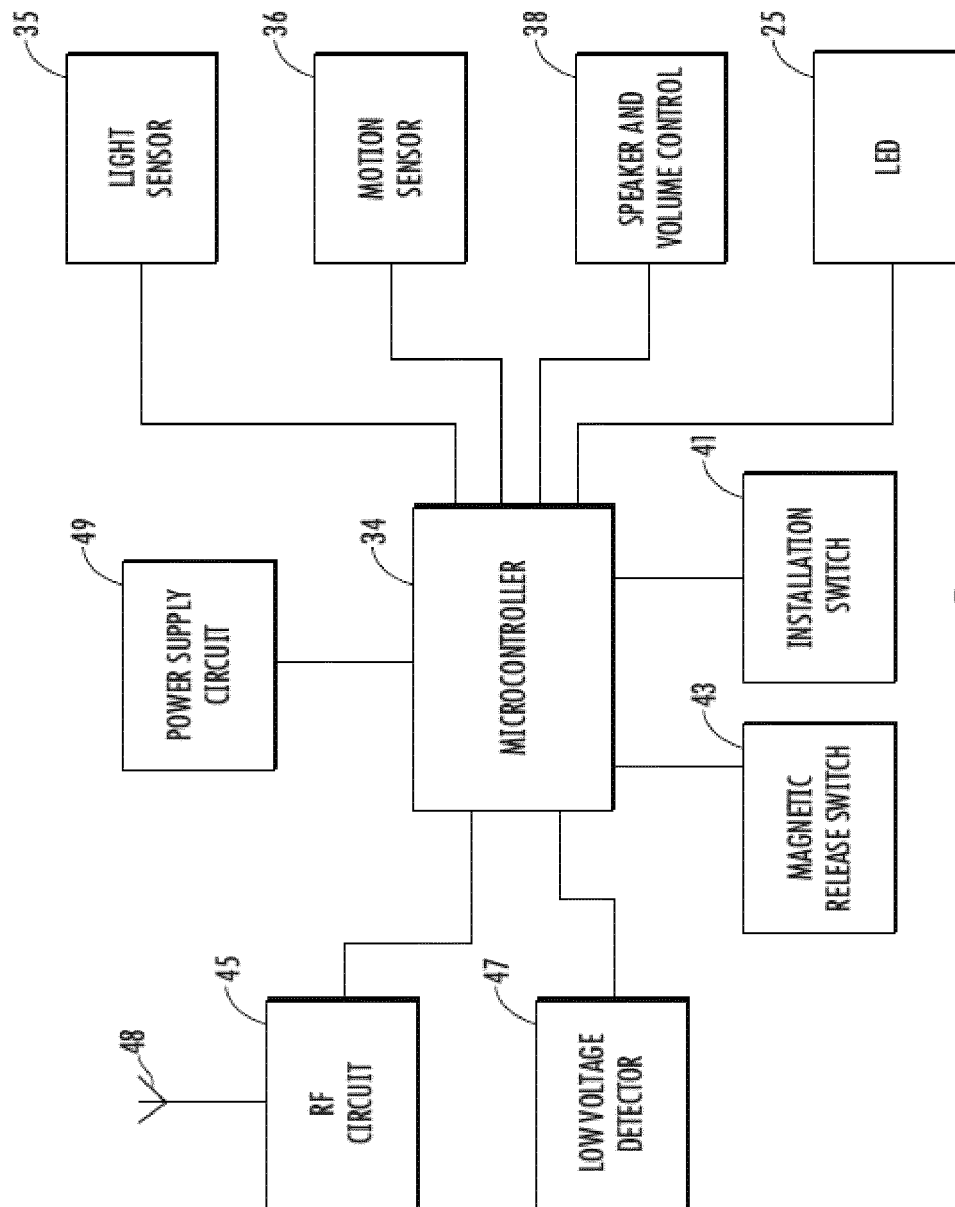 35
LIGHT
SENSOR
36
MOTION
SENSOR
38
SPEAKER AND
VOLUME CONTROL
25
LED
49
POWER SUPPLY
CIRCUIT
34
MICROCONTROLLER
41
INSTALLATION
SWITCH
43
MAGNETIC
RELEASE SWITCH
48
45
RF
CIRCUIT
47
LOW VOLTAGE
DETECTOR